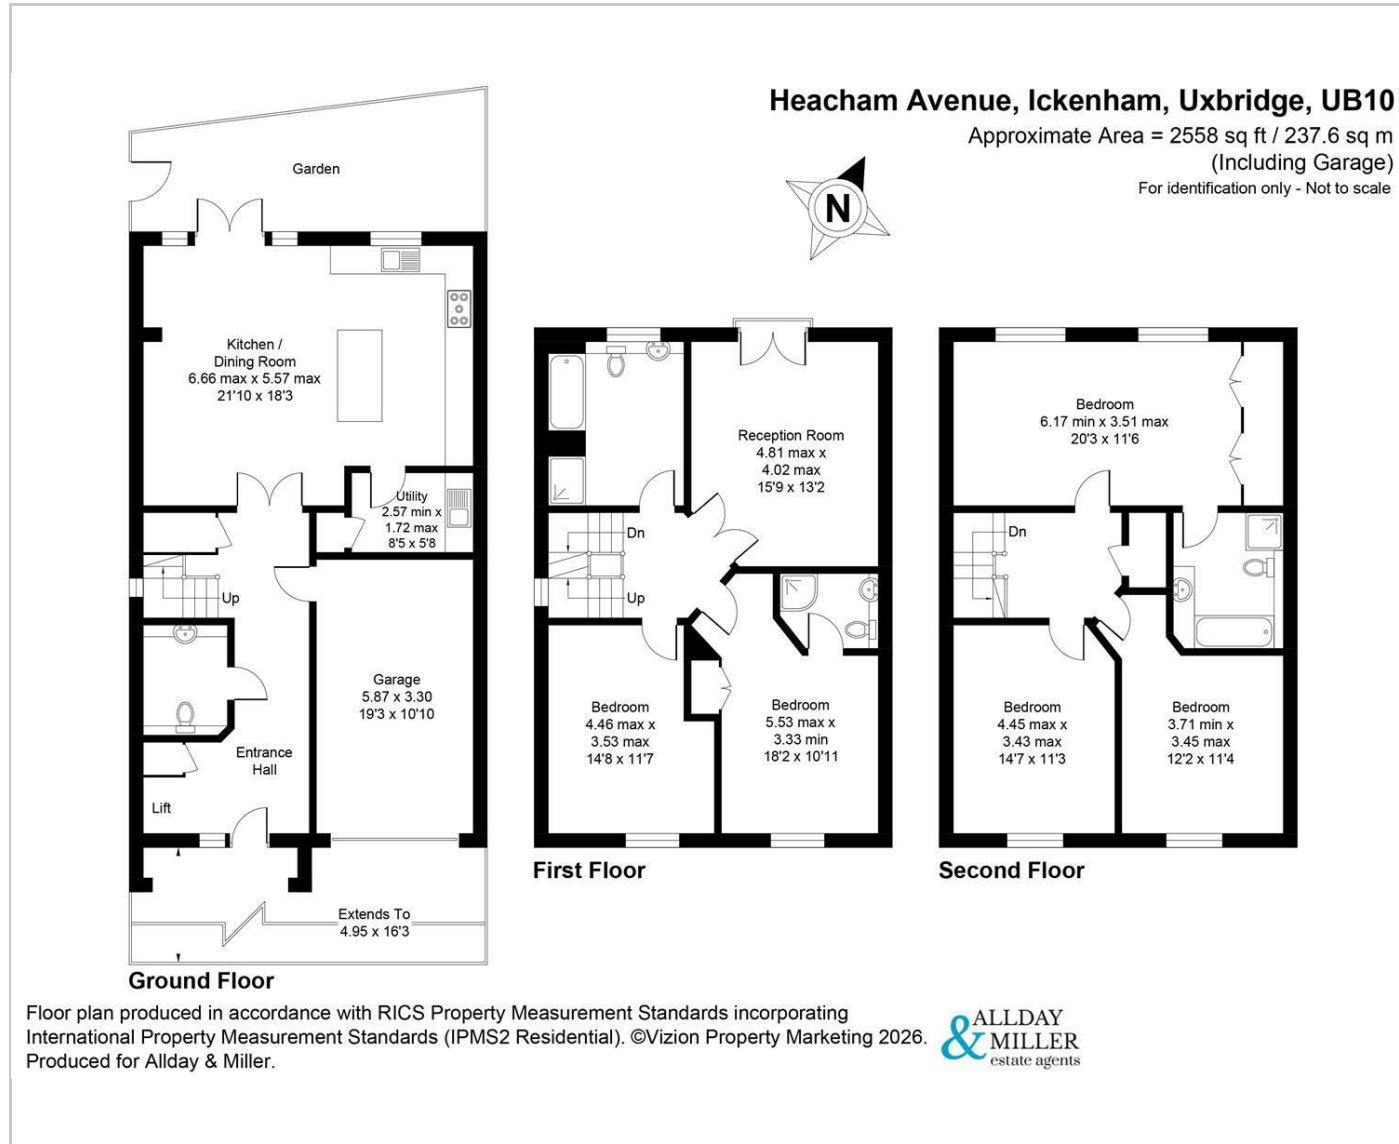 Heacham Avenue, Ickenham, Uxbridge, UB10
Approximate Area = 2558 sq ft / 237.6 sq m
(Including Garage)
For identification only - Not to scale
N
Garden
Kitchen /
Dining Room
6.66 max x 5.57 max
21'10 x 18'3
Utility
2.57 min x
1.72 max
8'5 x 5'8
Up
Garage
5.87 x 3.30
19'3 x 10'10
Entrance
Hall
Lift
Extends To
4.95 x 16'3
Ground Floor
Reception Room
4.81 max x
4.02 max
15'9 x 13'2
Dn
Up
Bedroom
4.46 max x
3.53 max
14'8 x 11'7
Bedroom
5.53 max x
3.33 min
18'2 x 10'11
First Floor
Bedroom
6.17 min x 3.51 max
20'3 x 11'6
Dn
Bedroom
4.45 max x
3.43 max
14'7 x 11'3
Bedroom
3.71 min x
3.45 max
12'2 x 11'4
Second Floor
Floor plan produced in accordance with RICS Property Measurement Standards incorporating
International Property Measurement Standards (IPMS2 Residential). ©Vizion Property Marketing 2026.
Produced for Allday & Miller.
ALLDAY
& MILLER
estate agents